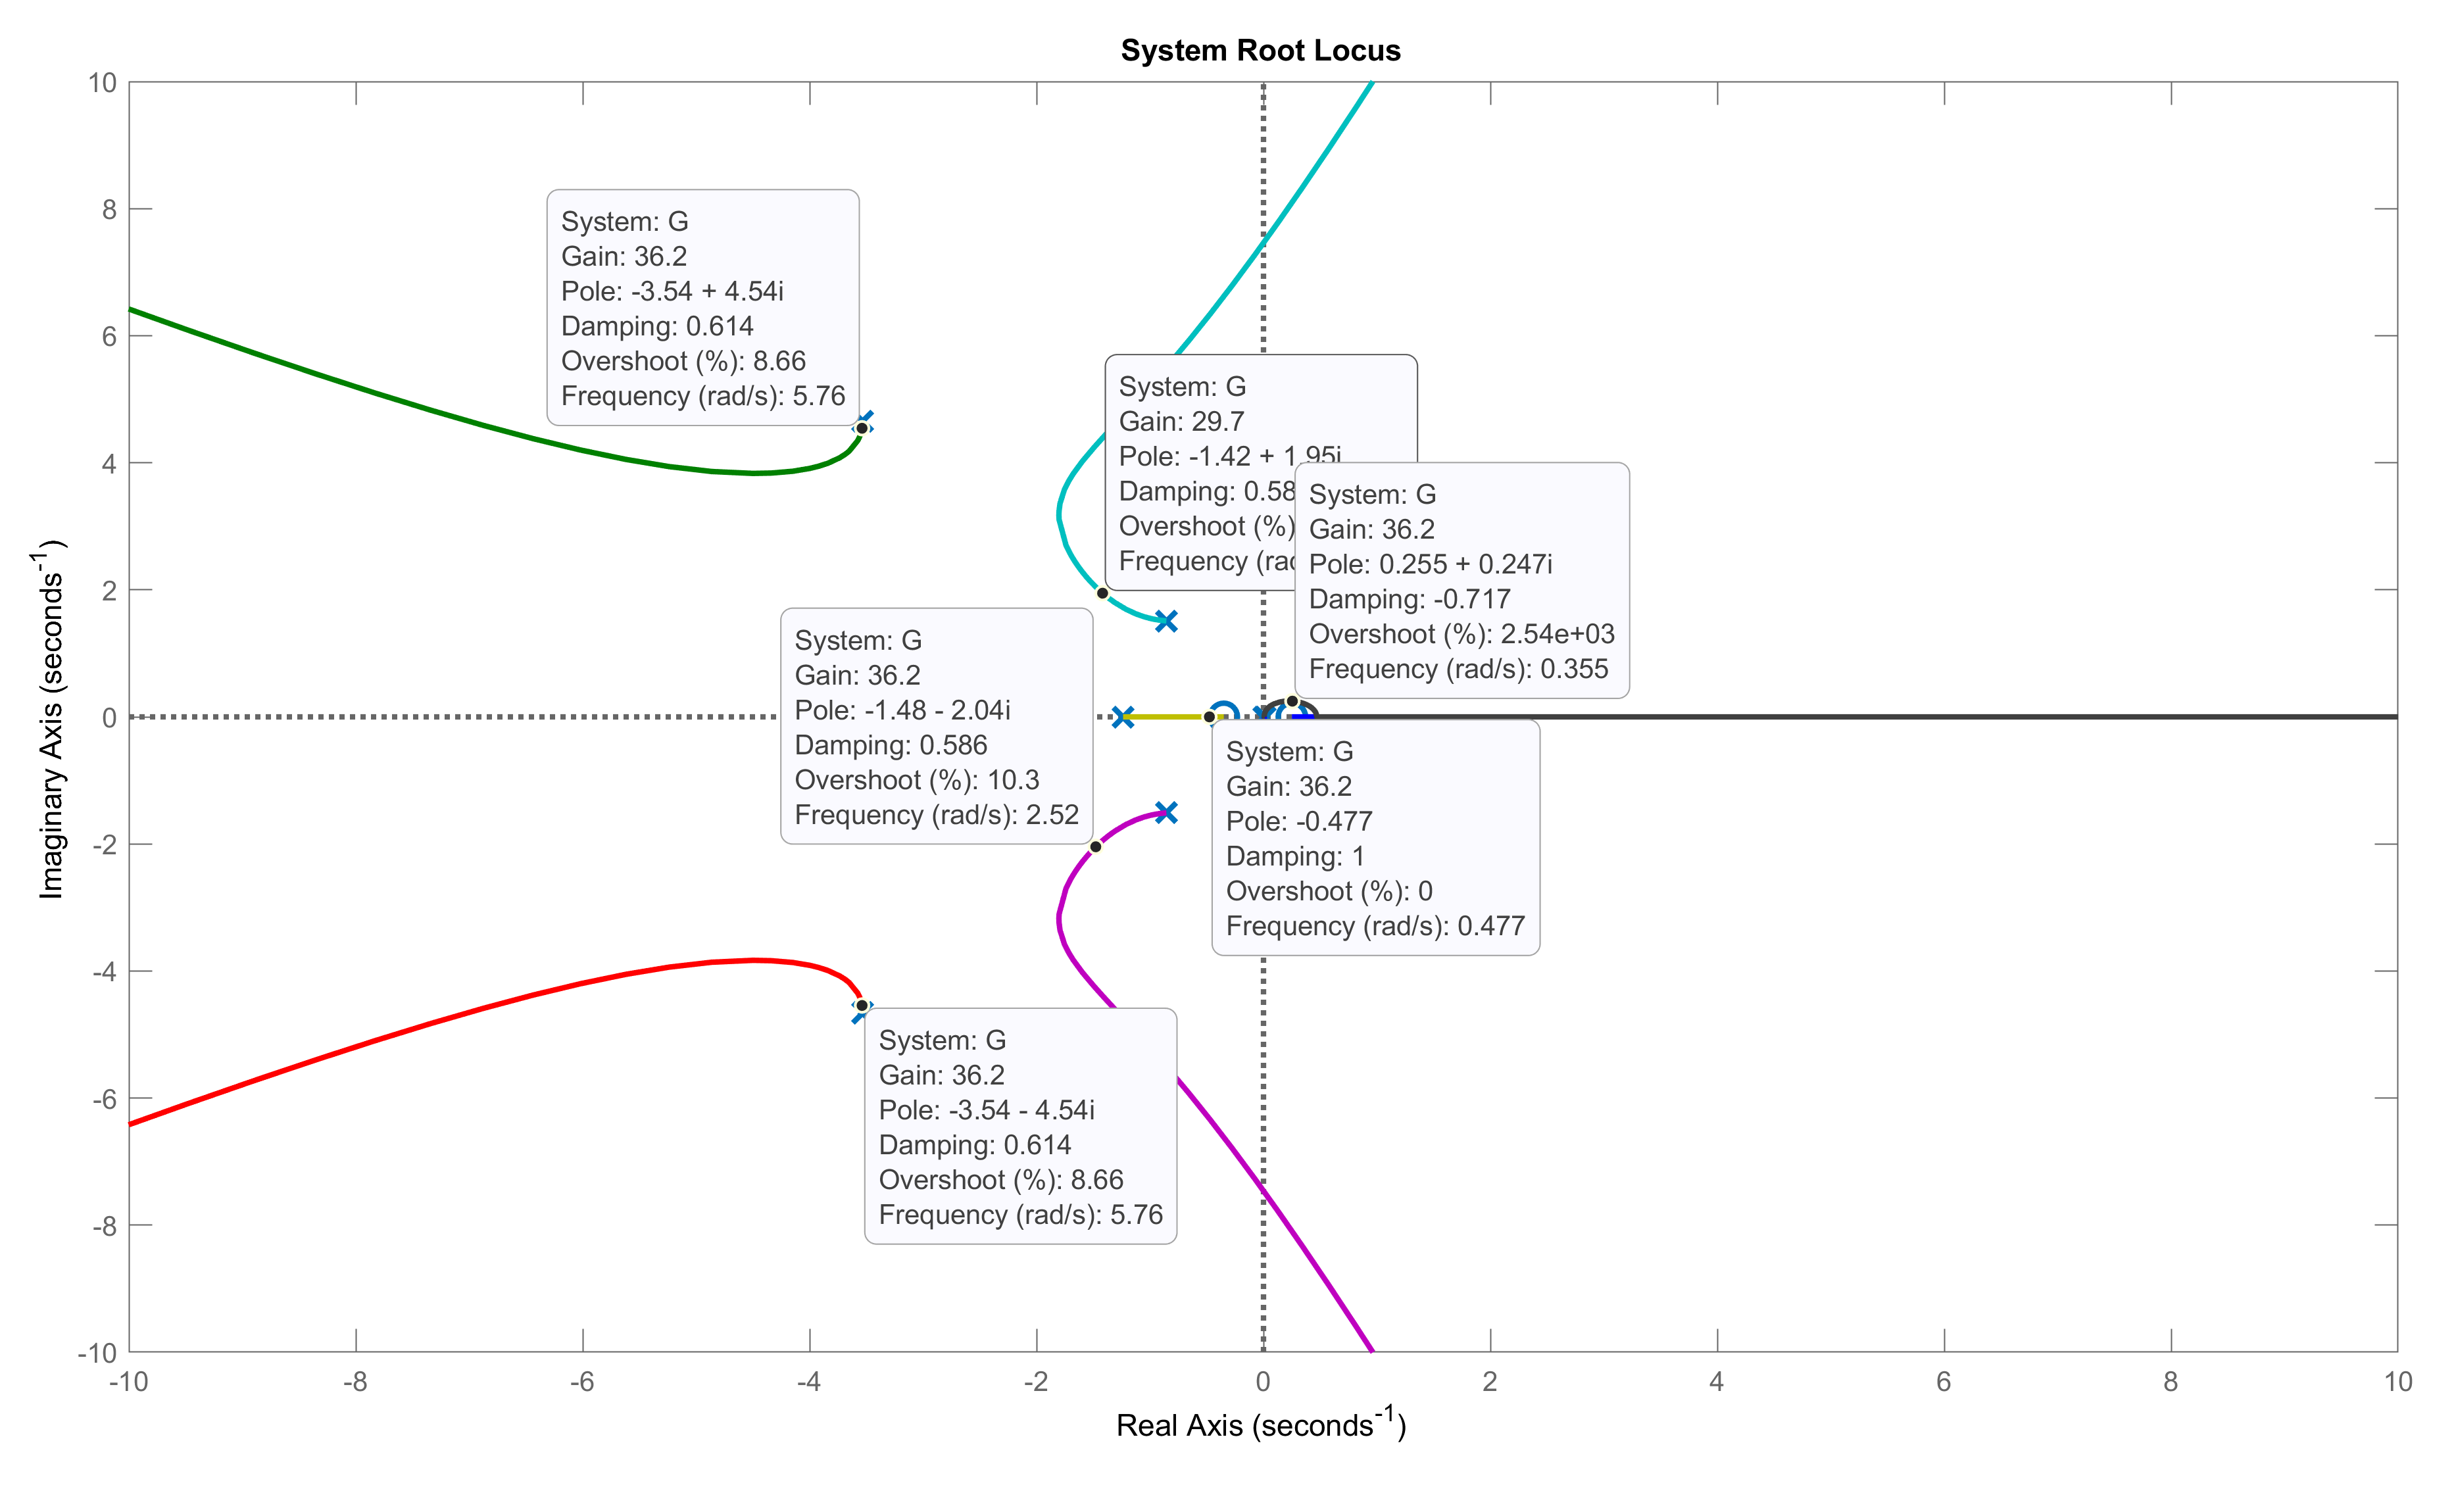 System Root Locus
10
8
6
4
2
0
-2
-4
-6
-8
-10
Imaginary Axis (seconds-1)
System: G
Gain: 36.2
Pole: -3.54 + 4.54i
Damping: 0.614
Overshoot (%): 8.66
Frequency (rad/s): 5.76
System: G
Gain: 29.7
Pole: -1.42 + 1.95i
Damping: 0.58
Overshoot (%)
Frequency
System: G
Gain: 36.2
Pole: 0.255 + 0.247i
Damping: -0.717
Overshoot (%): 2.54e+03
Frequency (rad/s): 0.355
System: G
Gain: 36.2
Pole: -1.48 - 2.04i
Damping: 0.586
Overshoot (%): 10.3
Frequency (rad/s): 2.52
System: G
Gain: 36.2
Pole: -0.477
Damping: 1
Overshoot (%): 0
Frequency (rad/s): 0.477
System: G
Gain: 36.2
Pole: -3.54 - 4.54i
Damping: 0.614
Overshoot (%): 8.66
Frequency (rad/s): 5.76
-10 -8 -6 -4 -2 0 2 4 6 8 10
Real Axis (seconds-1)